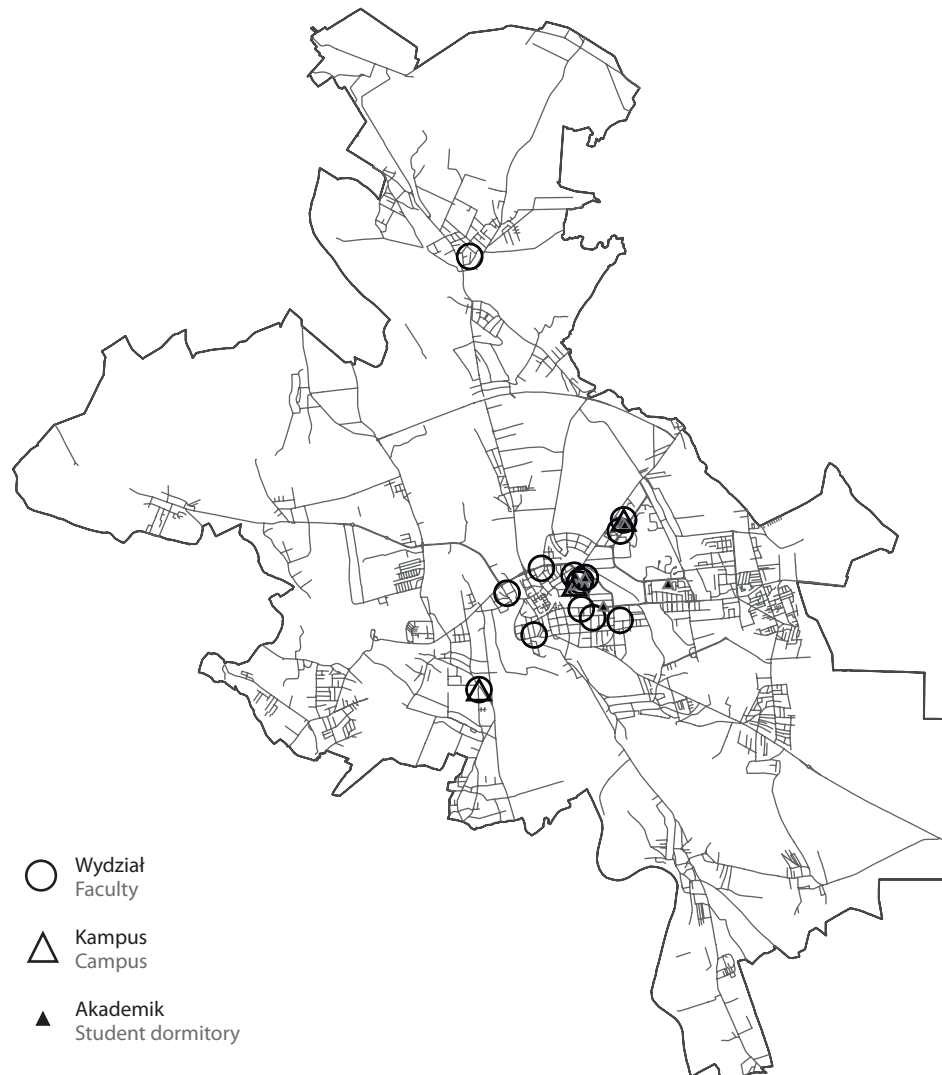 Wydział
Faculty
Kampus
Campus
Akademik
Student dormitory